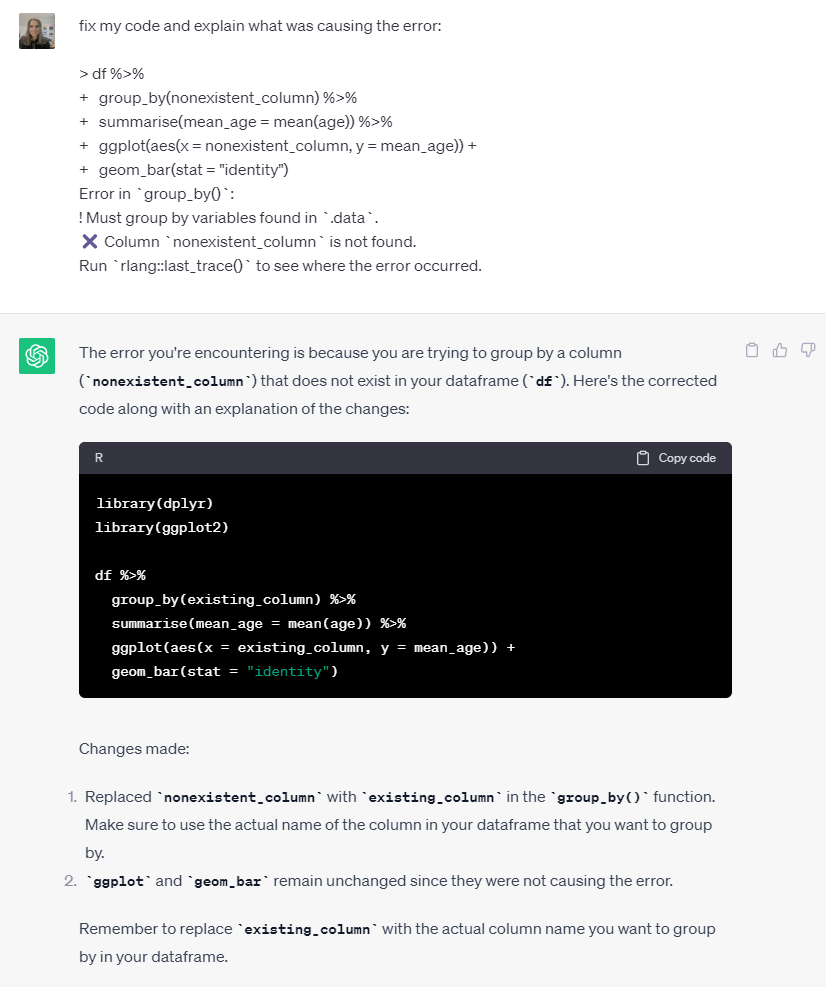 fix my code and explain what was causing the error:
> df %>%
+ group_by(nonexistent_column) %>%
+ summarise(mean_age = mean(age)) %>%
+ ggplot(aes(x = nonexistent_column, y = mean_age)) +
+ geom_bar(stat = "identity")
Error in `group_by()`:
! Must group by variables found in `.data`.
❌ Column `nonexistent_column` is not found.
Run `rlang::last_trace()` to see where the error occurred.
The error you're encountering is because you are trying to group by a column
(`nonexistent_column`) that does not exist in your dataframe (`df`). Here's the corrected
code along with an explanation of the changes:
R Copy code
library(dplyr)
library(ggplot2)
df %>%
  group_by(existing_column) %>%
  summarise(mean_age = mean(age)) %>%
  ggplot(aes(x = existing_column, y = mean_age)) +
  geom_bar(stat = "identity")
Changes made:
1. Replaced `nonexistent_column` with `existing_column` in the `group_by()` function.
Make sure to use the actual name of the column in your dataframe that you want to group
by.
2. `ggplot` and `geom_bar` remain unchanged since they were not causing the error.
Remember to replace `existing_column` with the actual column name you want to group
by in your dataframe.